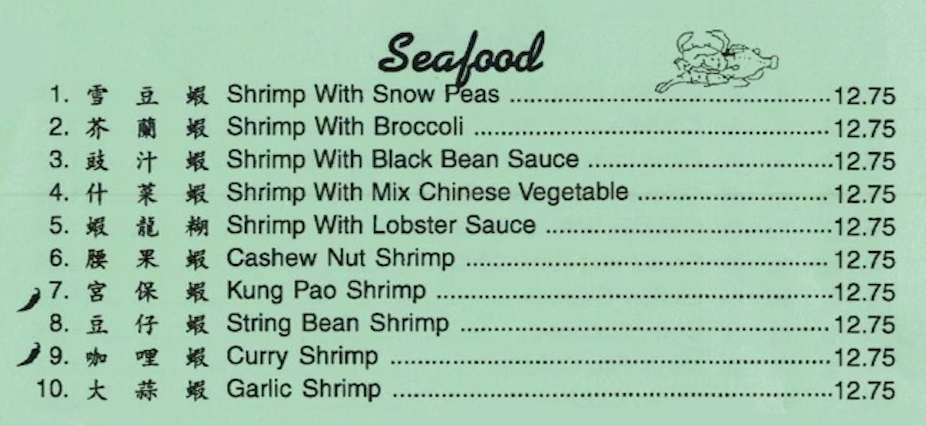 Seafood
1. 雪 豆 蝦 Shrimp With Snow Peas ........................................12.75
2. 芥 蘭 蝦 Shrimp With Broccoli ............................................. 12.75
3. 豉 汁 蝦 Shrimp With Black Bean Sauce ...............................12.75
4. 什 菜 蝦 Shrimp With Mix Chinese Vegetable ........................12.75
5. 蝦 龍 糊 Shrimp With Lobster Sauce ....................................12.75
6. 腰 果 蝦 Cashew Nut Shrimp .............................................. 12.75
7. 宮 保 蝦 Kung Pao Shrimp ..................................................12.75
8. 豆 仔 蝦 String Bean Shrimp .............................................. 12.75
9. 咖 哩 蝦 Curry Shrimp ........................................................12.75
10. 大 蒜 蝦 Garlic Shrimp .......................................................12.75